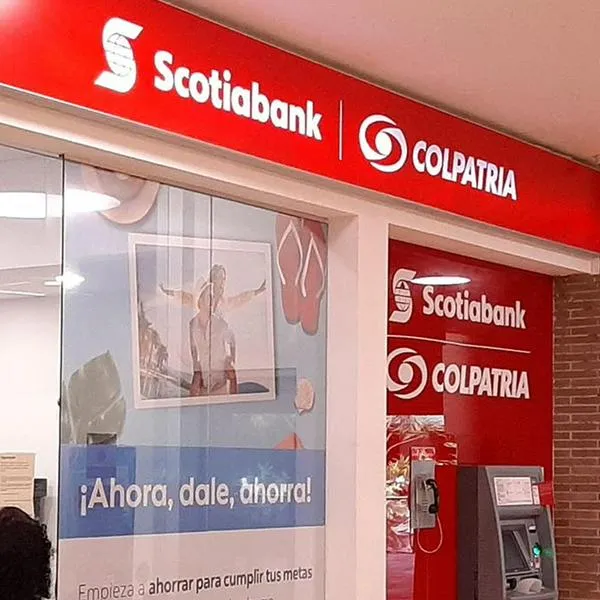 Scotiabank | COLPATRIA
Scotiabank
COLPATRIA
¡Ahora, dale, ahorra!
Empieza a ahorrar para cumplir tus metas